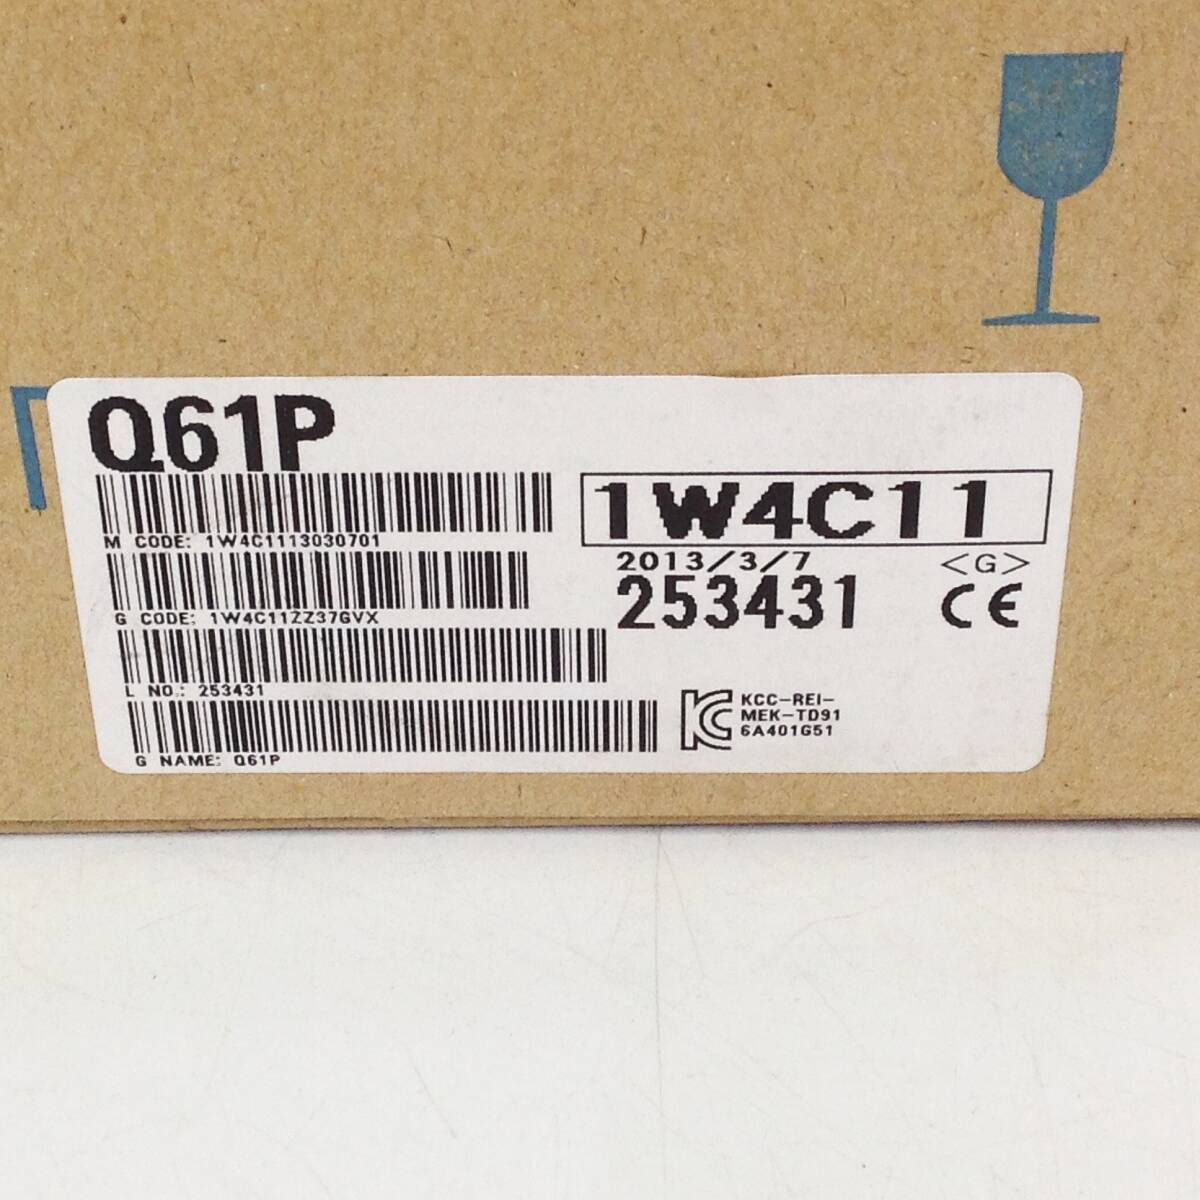 Q61P
M CODE: 1W4C1113030701
G CODE: 1W4C11ZZ37GVX
L NO.: 253431
G NAME: Q61P
1W4C11
2013/3/7 <G>
253431 CE
KC KCC-REI-
MEK-TD91
6A401G51